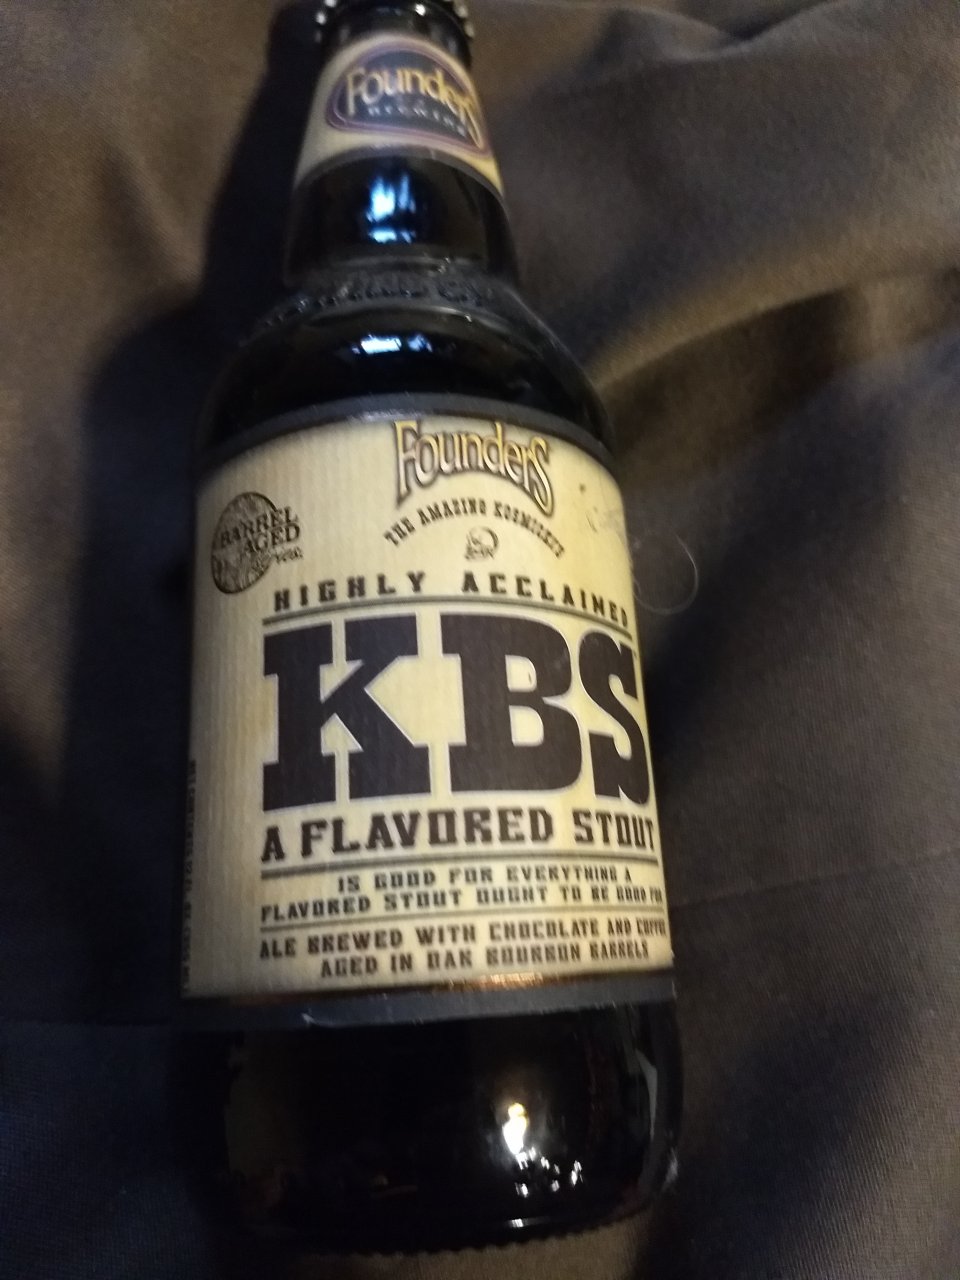 Founders
BREWING
Founders
THE AMAZING KOSMICKS
BARREL
AGED
HIGHLY ACCLAIMED
KBS
A FLAVORED STOUT
IS GOOD FOR EVERYTHING A
FLAVORED STOUT OUGHT TO BE GOOD FOR
ALE BREWED WITH CHOCOLATE AND COFFEE
AGED IN OAK BOURBON BARRELS